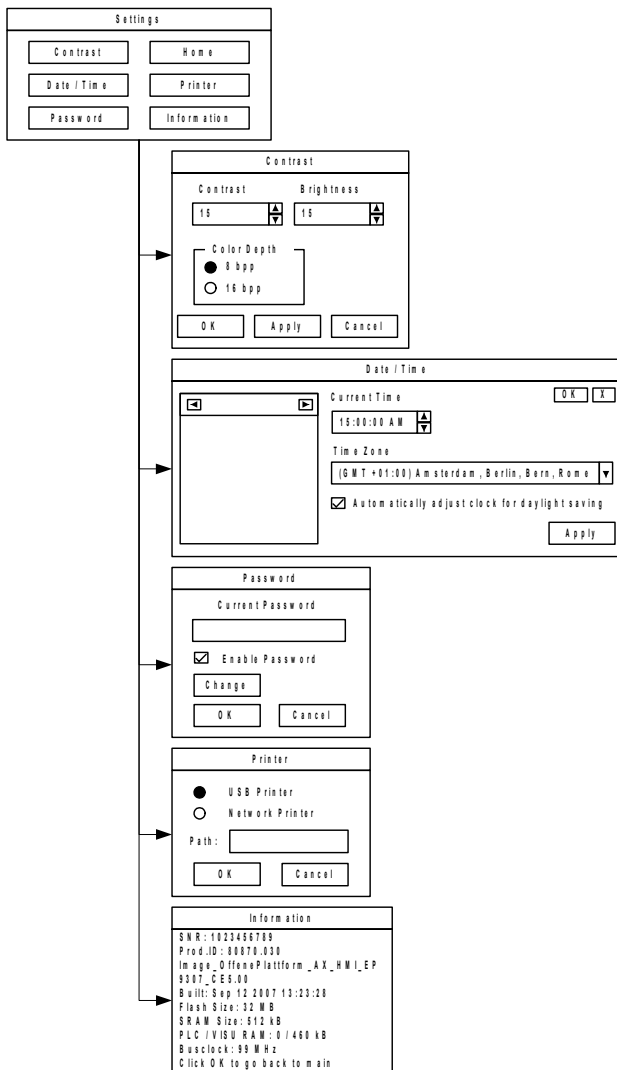 Settings
Contrast Home
Date / Time Printer
Password Information
Contrast
Contrast Brightness
15 15
Color Depth
8 bpp
16 bpp
OK Apply Cancel
Date / Time
Current Time OK X
15:00:00 AM
Time Zone
(GMT +01:00) Amsterdam, Berlin, Bern, Rome
Automatically adjust clock for daylight saving
Apply
Password
Current Password
Enable Password
Change
OK Cancel
Printer
USB Printer
Network Printer
Path:
OK Cancel
Information
SNR: 1023456789
Prod.ID: 80870.030
Image_OffenePlattform_AX_HMI_EP
9307_CE5.00
Built: Sep 12 2007 13:23:28
Flash Size: 32 MB
SRAM Size: 512 kB
PLC / VISU RAM: 0 / 460 kB
Busclock: 99 MHz
Click OK to go back to main